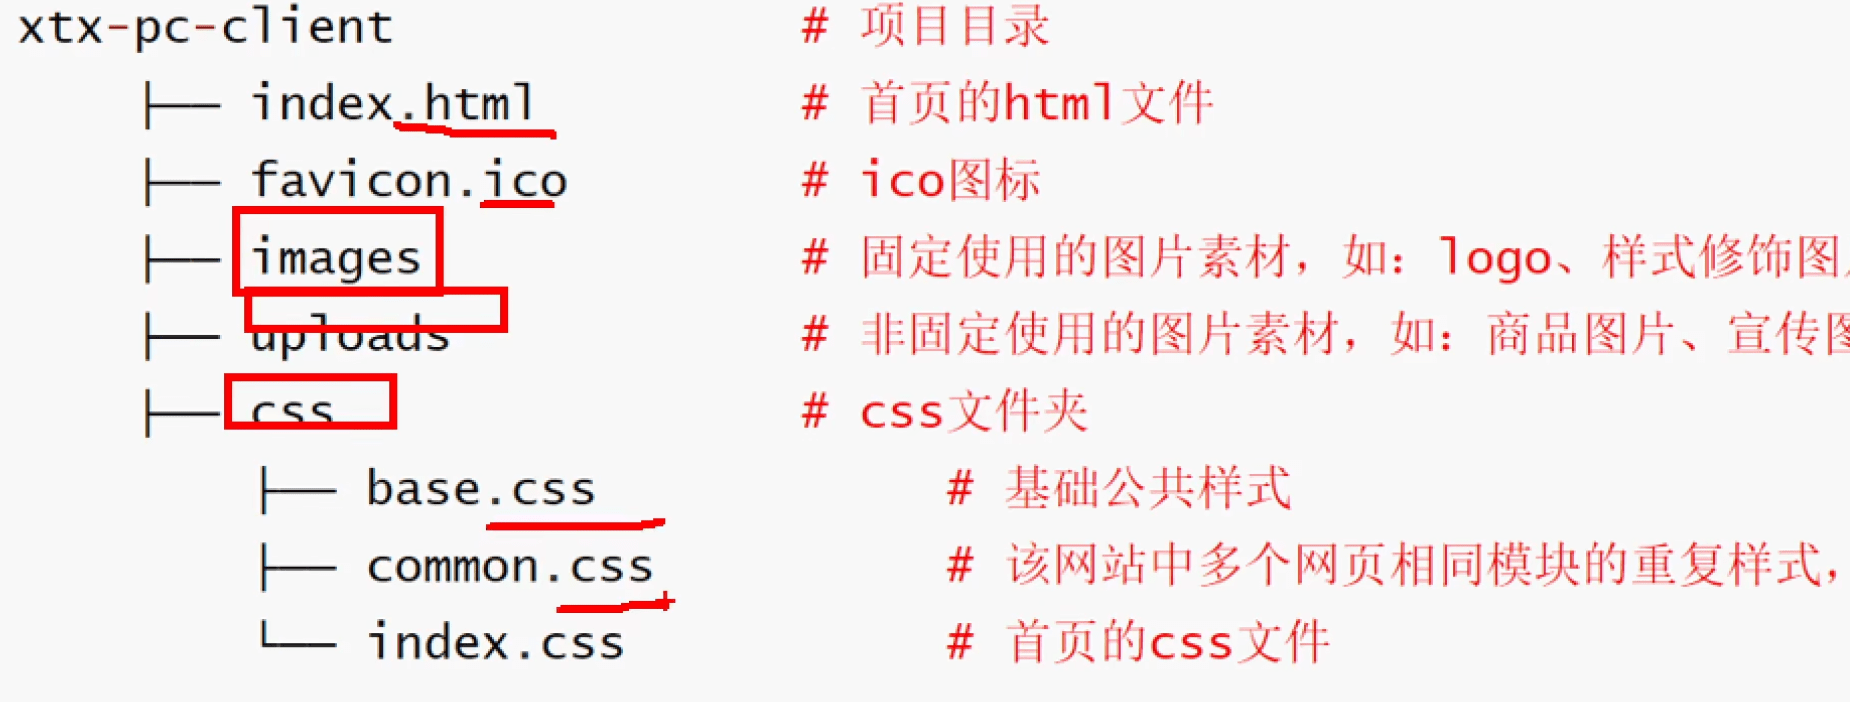 xtx-pc-client # 项目目录
├── index.html # 首页的html文件
├── favicon.ico # ico图标
├── images # 固定使用的图片素材，如：logo、样式修饰图
├── uploads # 非固定使用的图片素材，如：商品图片、宣传图
├── css # css文件夹
├── base.css # 基础公共样式
├── common.css # 该网站中多个网页相同模块的重复样式，
└── index.css # 首页的css文件